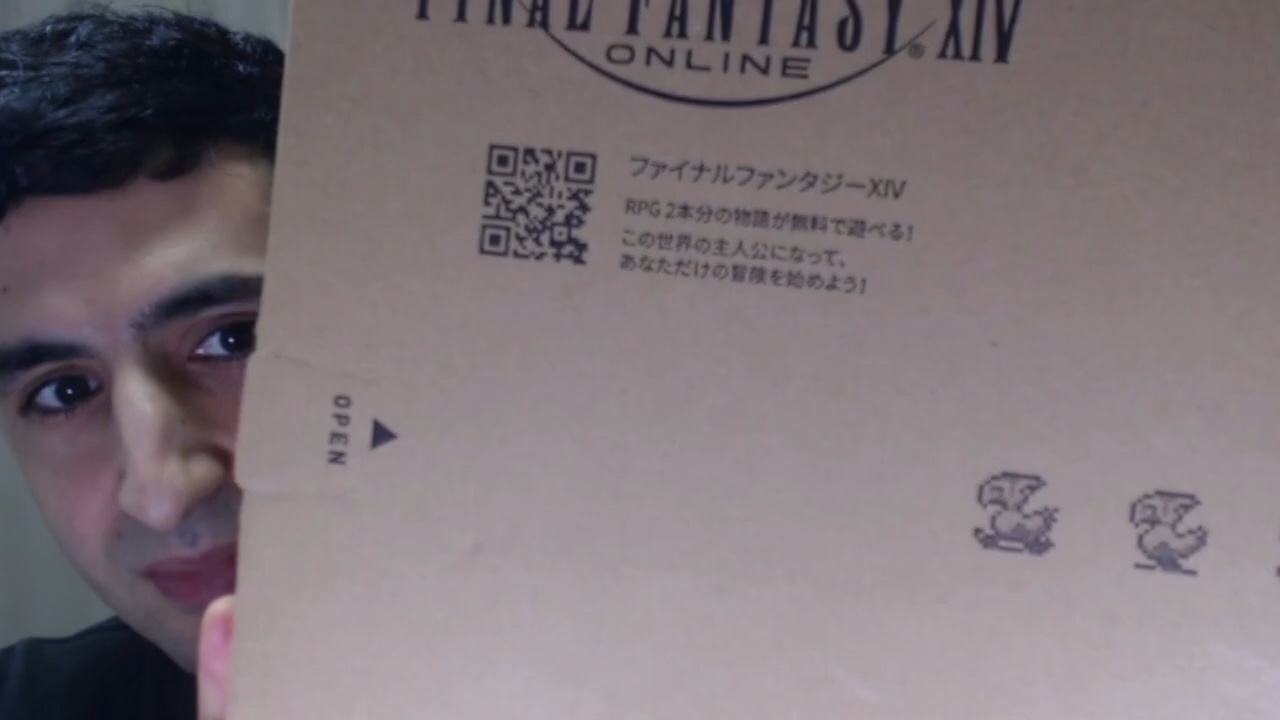 FINAL FANTASY® XIV
ONLINE
ファイナルファンタジーXIV
RPG 2本分の物語が無料で遊べる!
この世界の主人公になって、
あなただけの冒険を始めよう!
OPEN